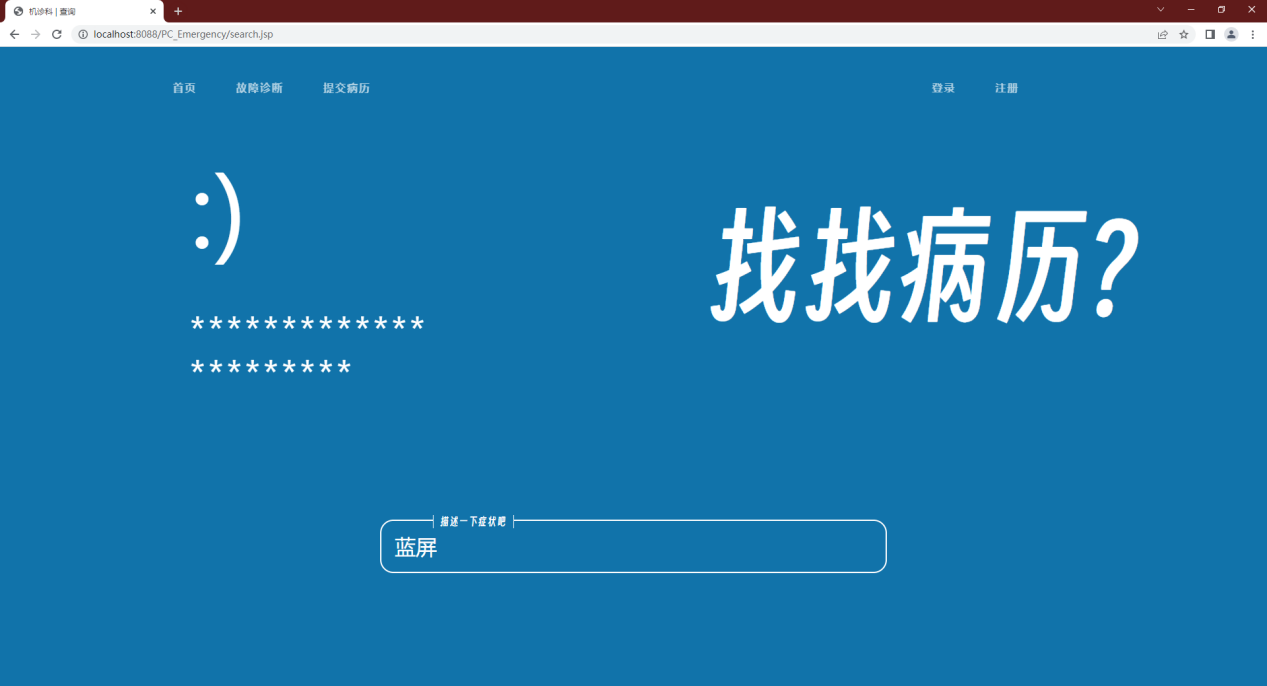 机诊科 | 查询
localhost:8088/PC_Emergency/search.jsp
首页 故障诊断 提交病历 登录 注册
:)
找找病历?
*************
*********
描述一下症状吧
蓝屏